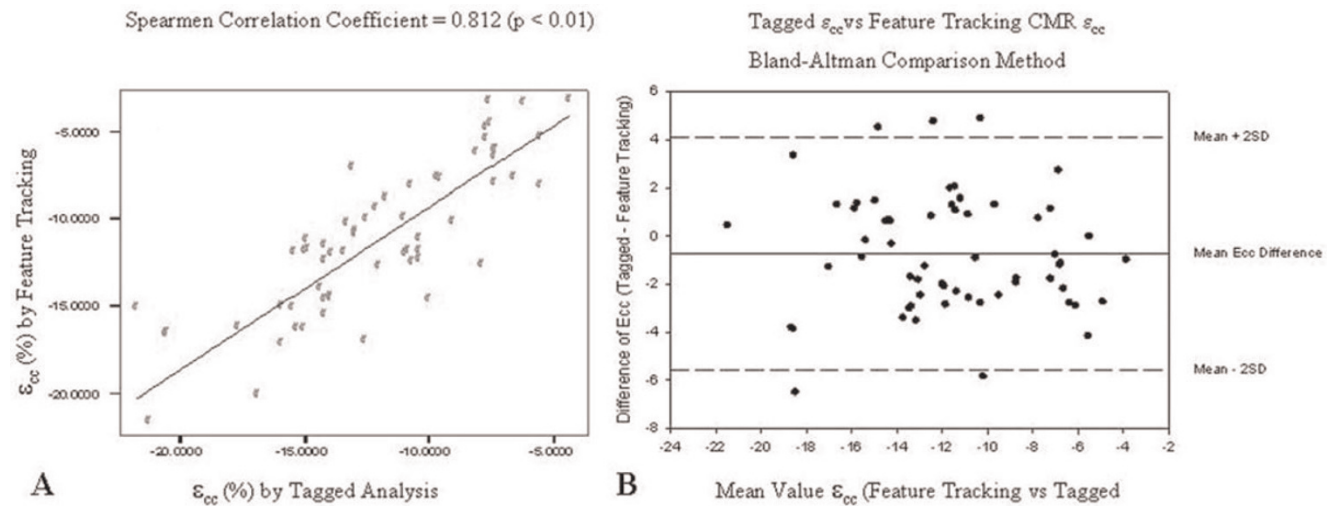 Spearmen Correlation Coefficient = 0.812 (p < 0.01)
εcc (%) by Feature Tracking
-5.0000
-10.0000
-15.0000
-20.0000
-20.0000 -15.0000 -10.0000 -5.0000
A
εcc (%) by Tagged Analysis
Tagged εcc vs Feature Tracking CMR εcc
Bland-Altman Comparison Method
Difference of Ecc (Tagged - Feature Tracking)
6
4
2
0
-2
-4
-6
-8
-24 -22 -20 -18 -16 -14 -12 -10 -8 -6 -4 -2
Mean + 2SD
Mean Ecc Difference
Mean - 2SD
B
Mean Value εcc (Feature Tracking vs Tagged